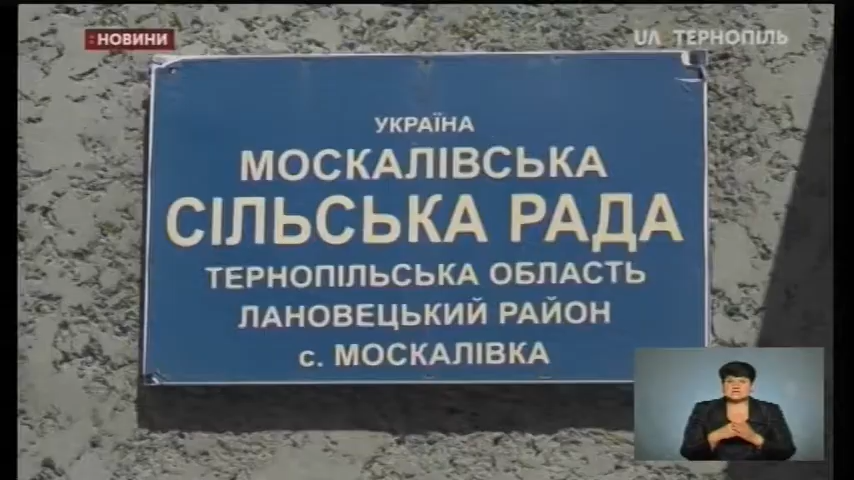 :НОВИНИ
UA ТЕРНОПІЛЬ
УКРАЇНА
МОСКАЛІВСЬКА
СІЛЬСЬКА РАДА
ТЕРНОПІЛЬСЬКА ОБЛАСТЬ
ЛАНОВЕЦЬКИЙ РАЙОН
с. МОСКАЛІВКА